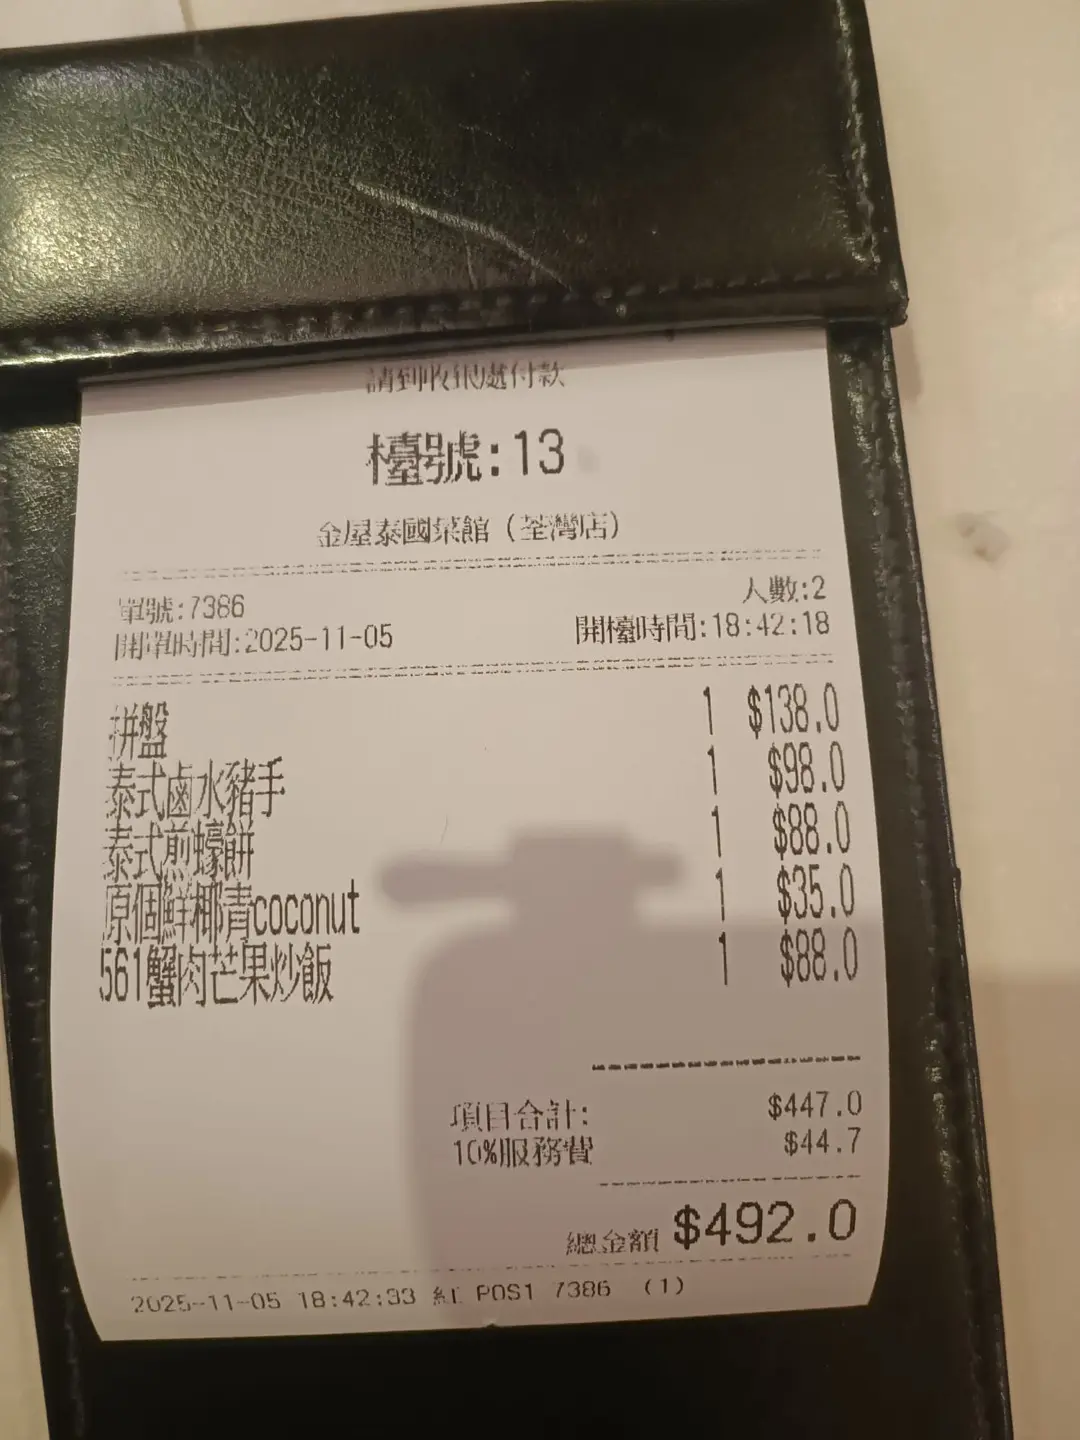 請到收銀處付款
檯號:13
金屋泰國菜館（荃灣店）
單號:7386
人數:2
開單時間:2025-11-05
開檯時間:18:42:18
拼盤 1 $138.0
泰式鹵水豬手 1 $98.0
泰式煎蠔餅 1 $88.0
原個鮮椰青coconut 1 $35.0
561蟹肉芒果炒飯 1 $88.0
項目合計: $447.0
10%服務費 $44.7
總金額 $492.0
2025-11-05 18:42:33 紅 POS1 7386 (1)